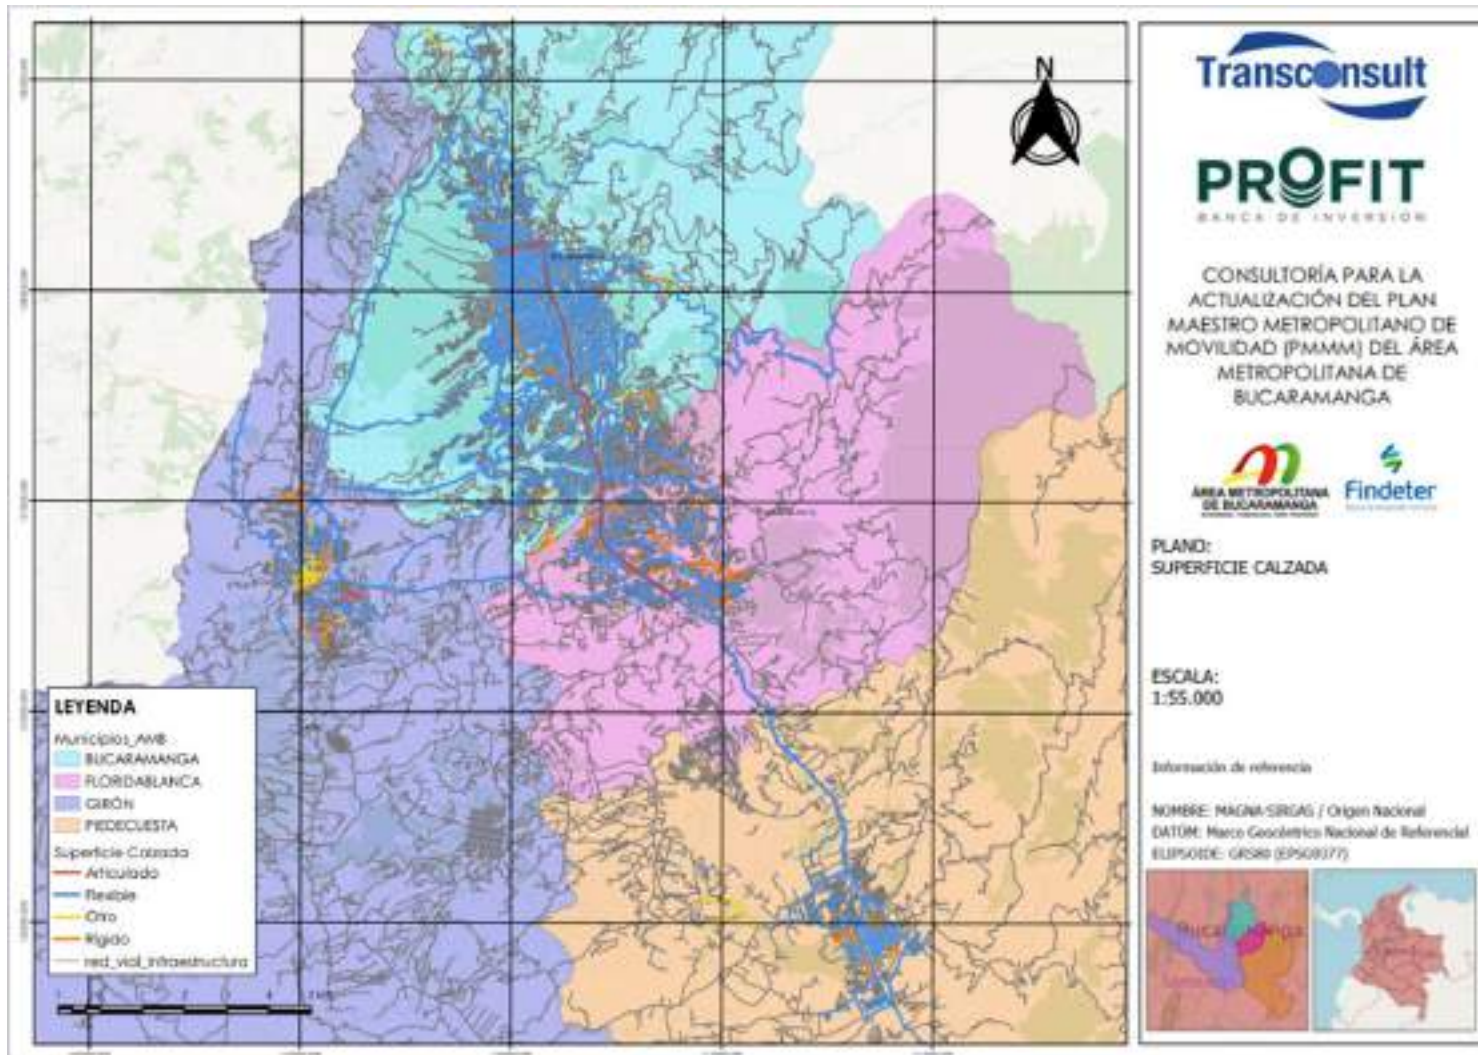 N
Transconsult
PROFIT
BANCA DE INVERSIÓN
CONSULTORÍA PARA LA
ACTUALIZACIÓN DEL PLAN
MAESTRO METROPOLITANO DE
MOVILIDAD (PMMM) DEL ÁREA
METROPOLITANA DE
BUCARAMANGA
ÁREA METROPOLITANA
DE BUCARAMANGA
Findeter
PLANO:
SUPERFICIE CALZADA
ESCALA:
1:55.000
Información de referencia
NOMBRE: MAGNA-SIRGAS / Origen Nacional
DATÚM: Marco Geocéntrico Nacional de Referencial
ELIPSOIDE: GRS80 (EPSG9377)
LEYENDA
Municipios_AMB
BUCARAMANGA
FLORIDABLANCA
GIRÓN
PIEDECUESTA
Superficie Calzada
Articulado
Flexible
Otro
Rígido
red_vial_infraestructura